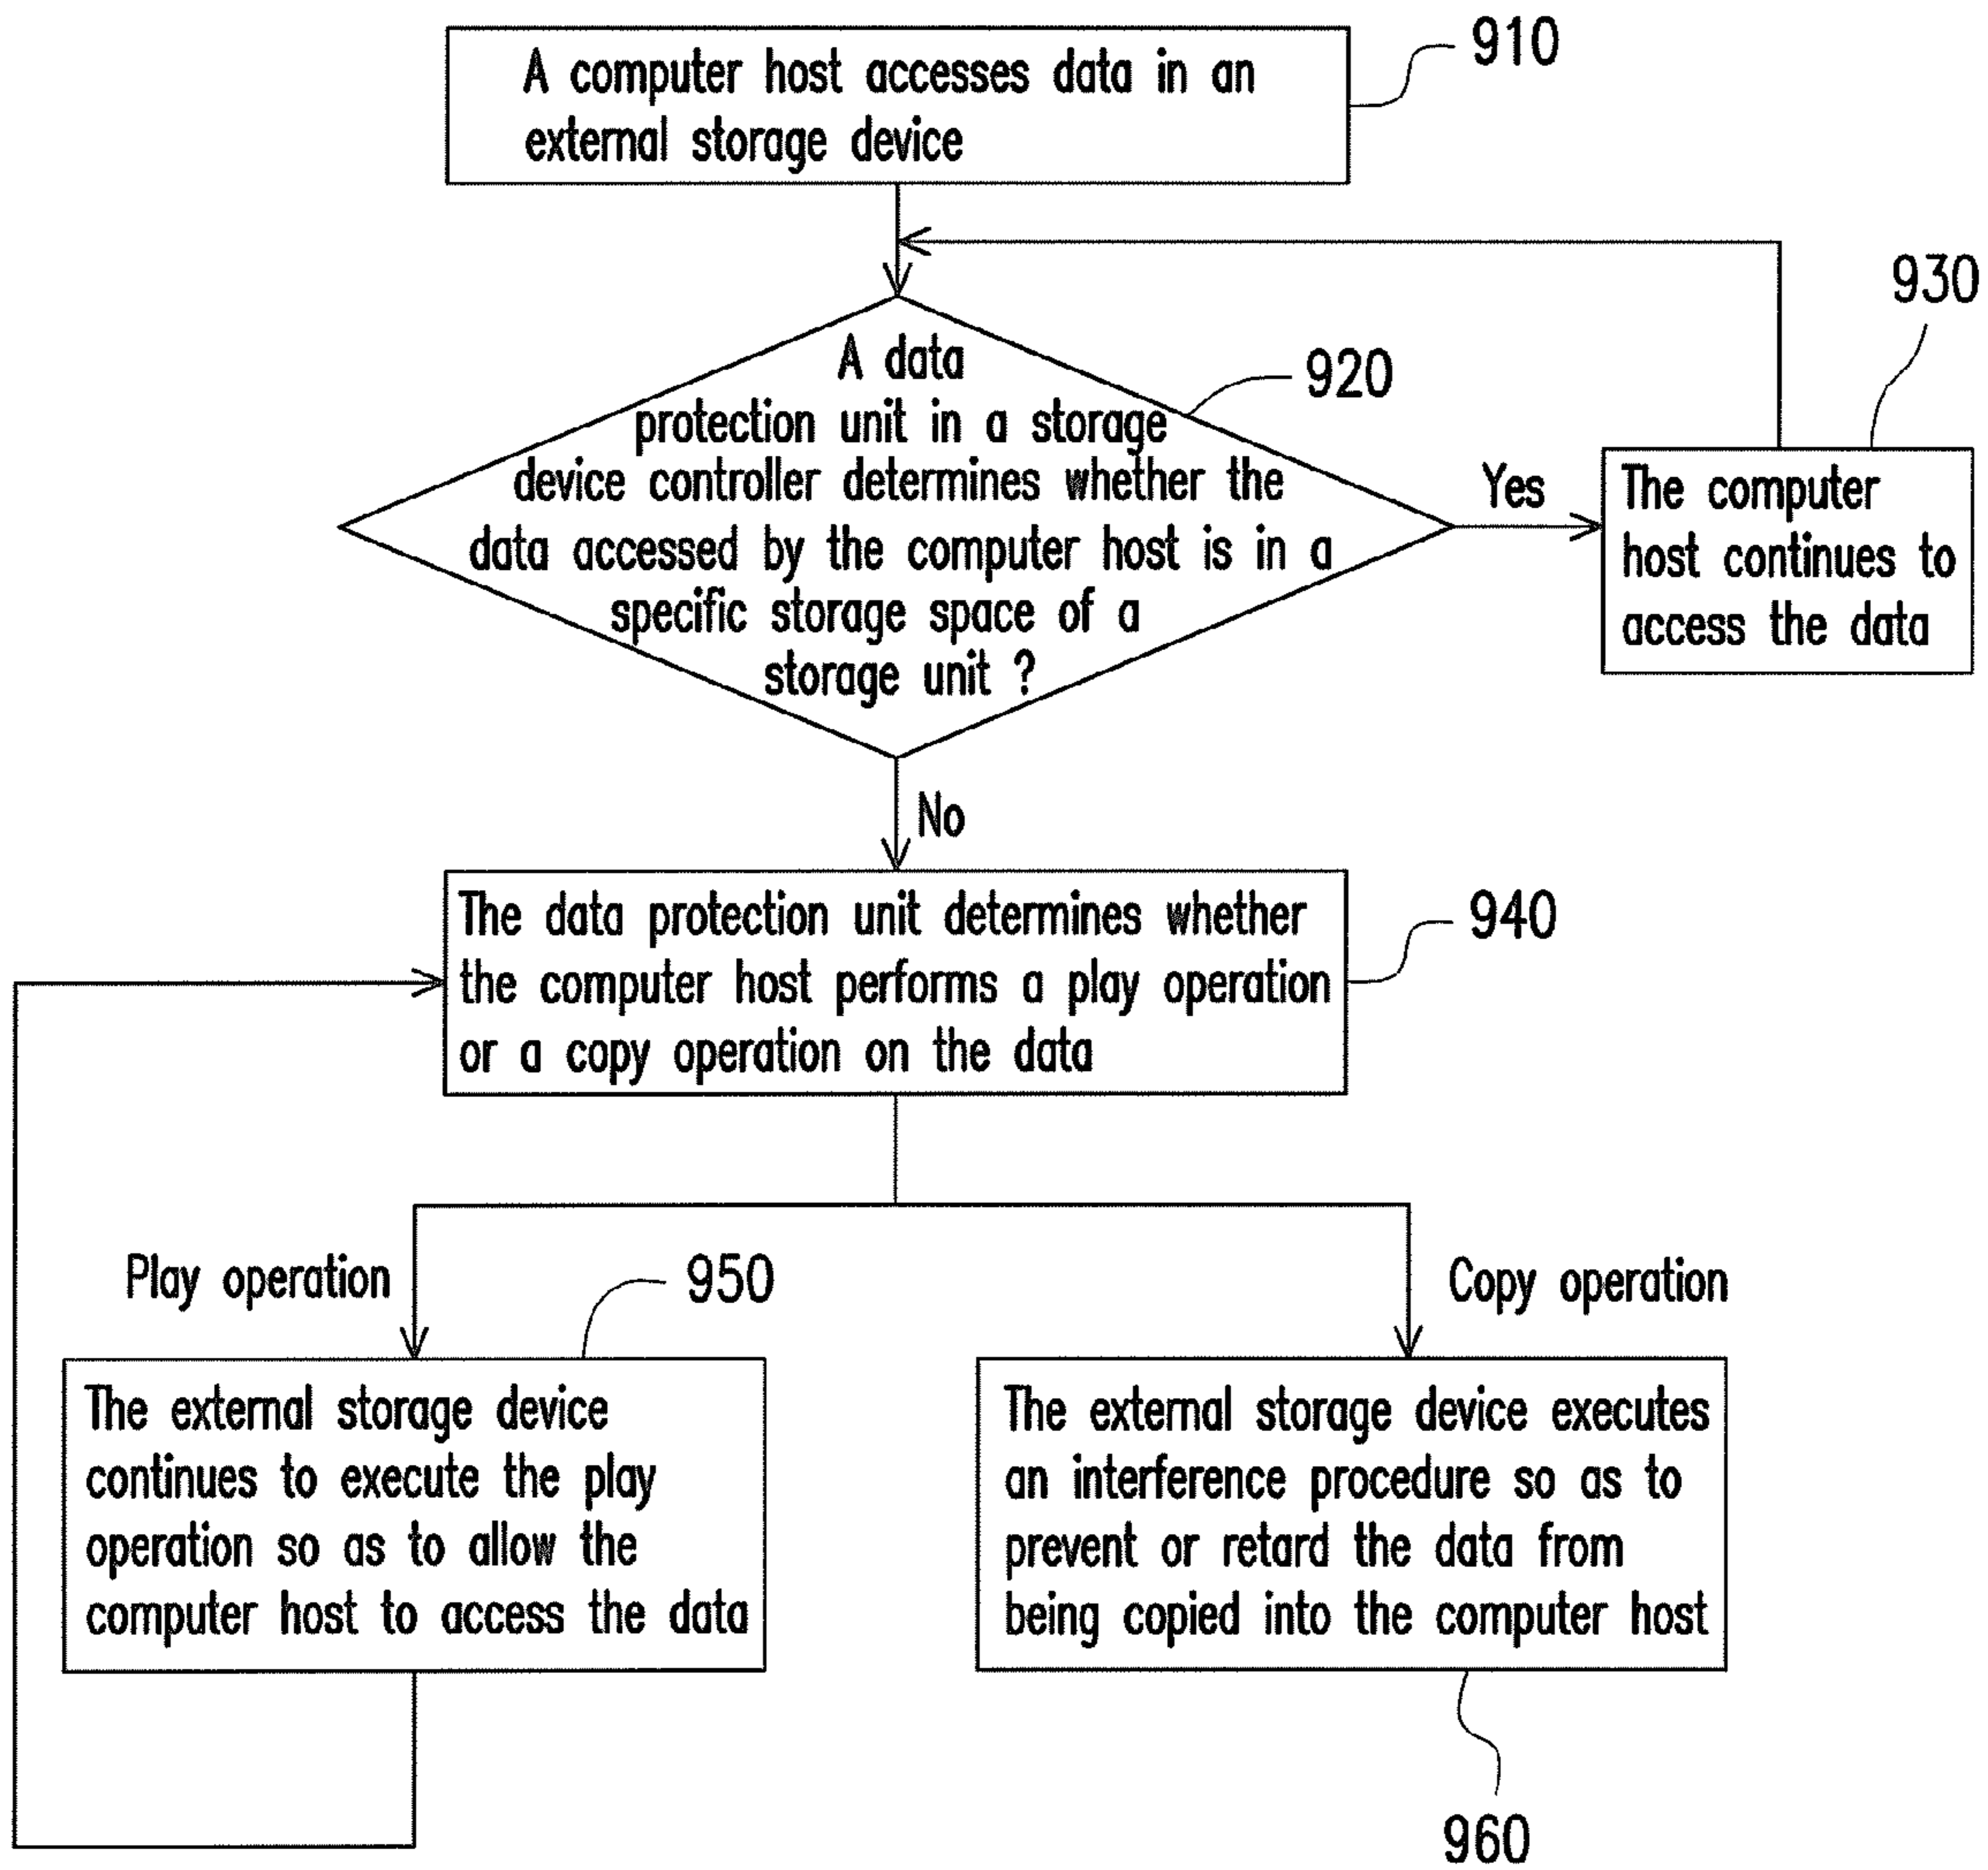 A computer host accesses data in an
external storage device
910
A data
protection unit in a storage
device controller determines whether the
data accessed by the computer host is in a
specific storage space of a
storage unit ?
920
Yes
930
The computer
host continues to
access the data
No
The data protection unit determines whether
the computer host performs a play operation
or a copy operation on the data
940
Play operation
950
Copy operation
The external storage device
continues to execute the play
operation so as to allow the
computer host to access the data
The external storage device executes
an interference procedure so as to
prevent or retard the data from
being copied into the computer host
960